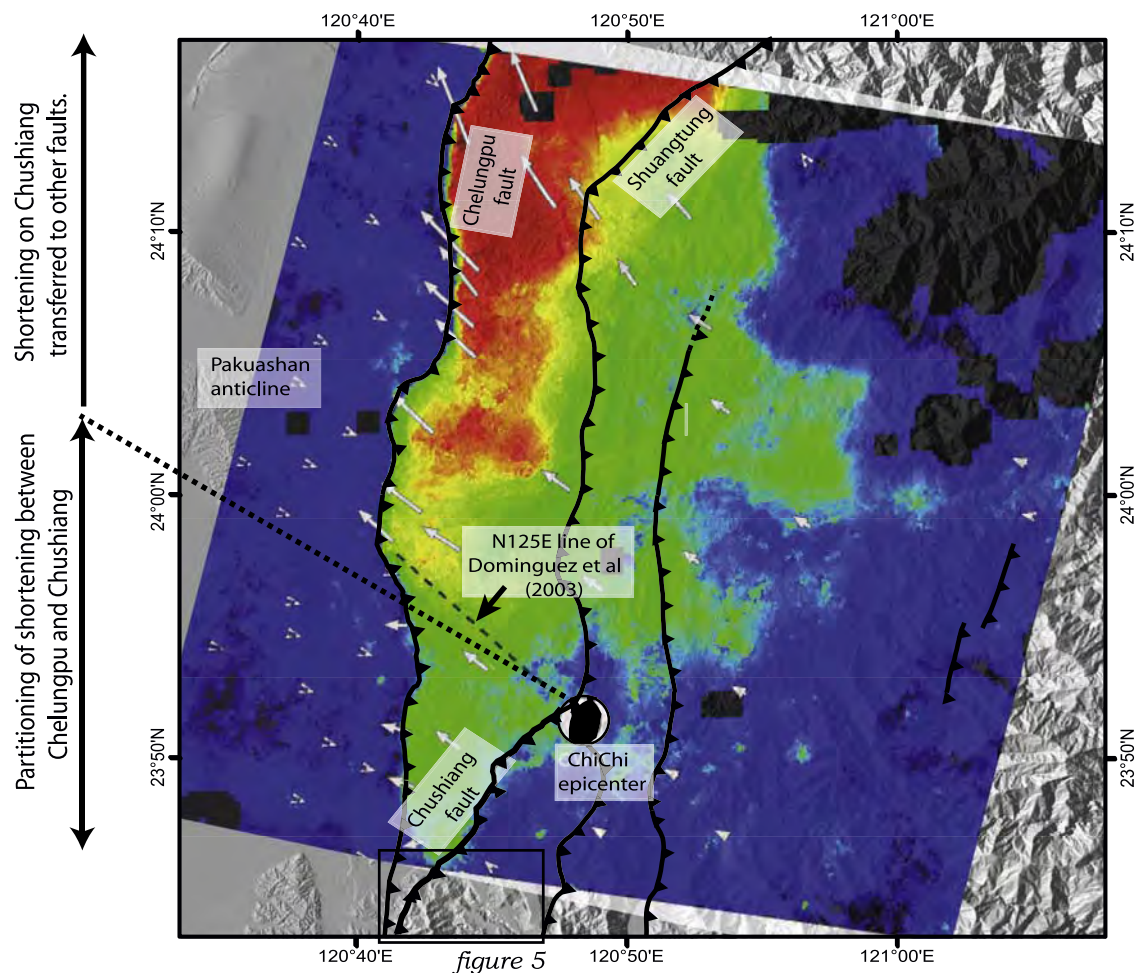 120°40'E
120°50'E
121°00'E
Shortening on Chushiang
transferred to other faults.
Partitioning of shortening between
Chelungpu and Chushiang
24°10'N
24°00'N
23°50'N
Chelungpu
fault
Shuangtung
fault
Pakuashan
anticline
N125E line of
Dominguez et al
(2003)
Chushiang
fault
ChiChi
epicenter
24°10'N
24°00'N
23°50'N
120°40'E
120°50'E
121°00'E
figure 5